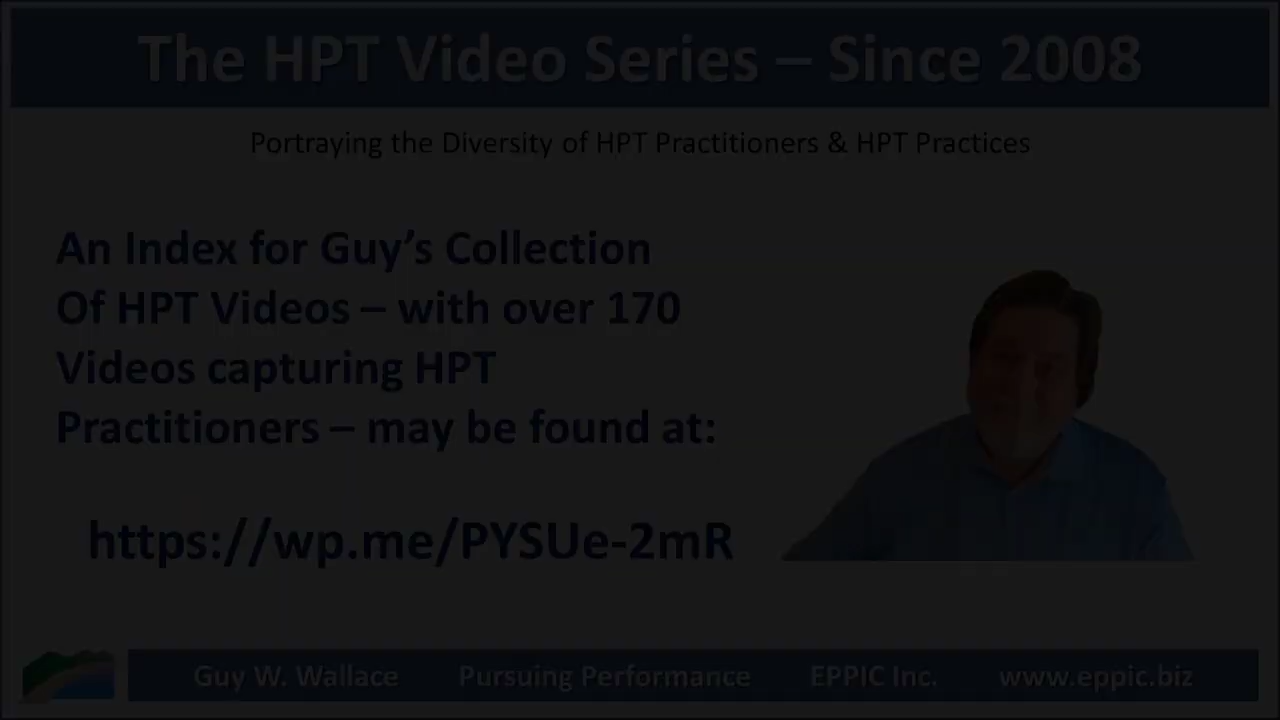 The HPT Video Series – Since 2008
Portraying the Diversity of HPT Practitioners & HPT Practices
An Index for Guy’s Collection
Of HPT Videos – with over 170
Videos capturing HPT
Practitioners – may be found at:
https://wp.me/PYSUe-2mR
Guy W. Wallace Pursuing Performance EPPIC Inc. www.eppic.biz